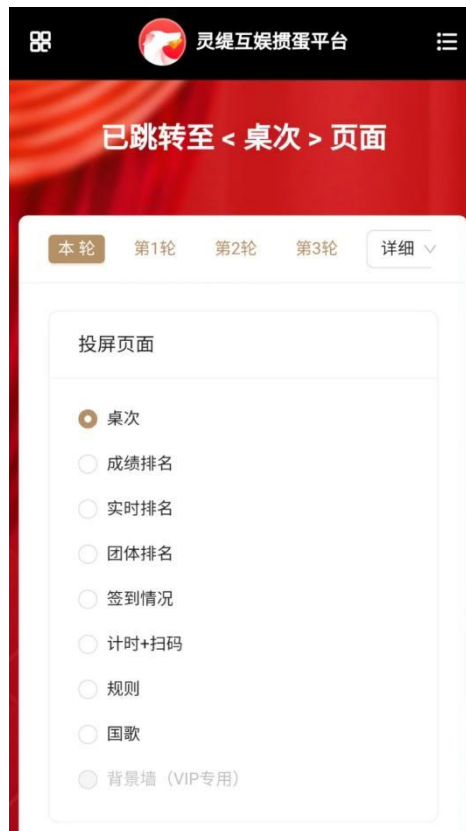 灵缇互娱掼蛋平台
已跳转至 < 桌次 > 页面
本 轮 第1轮 第2轮 第3轮 详细
投屏页面
桌次
成绩排名
实时排名
团体排名
签到情况
计时+扫码
规则
国歌
背景墙（VIP专用）